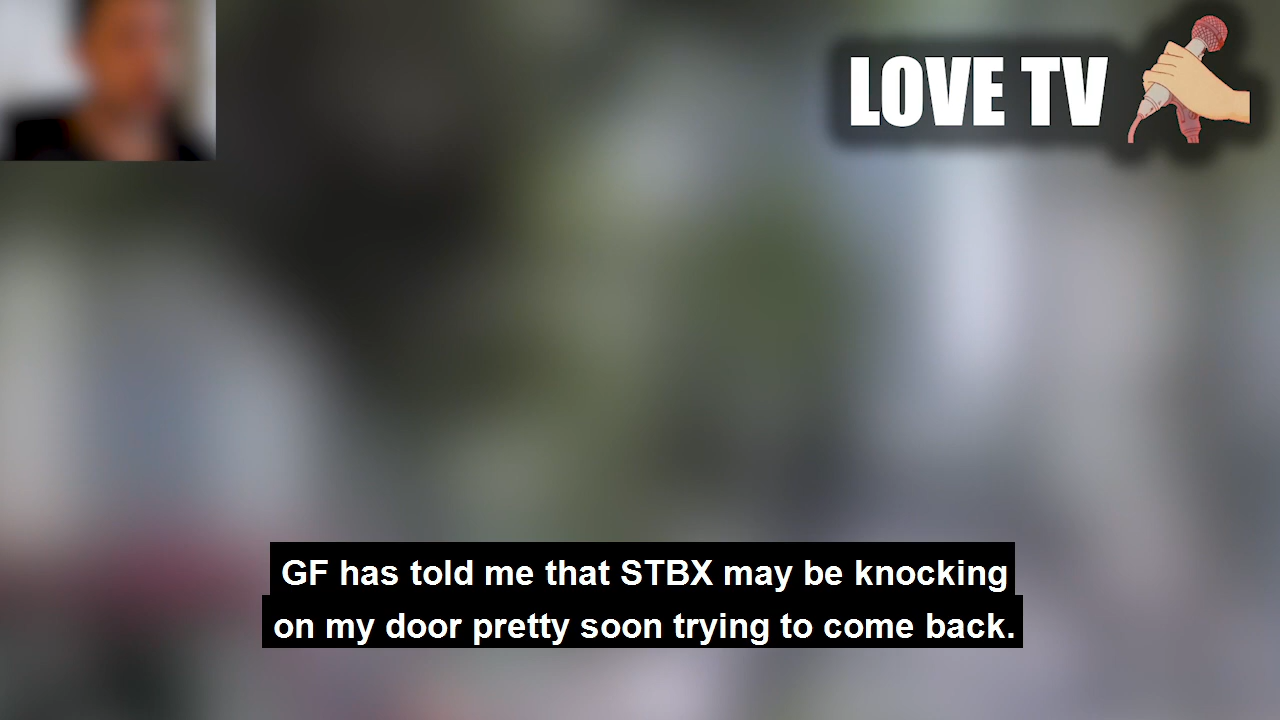 LOVE TV
GF has told me that STBX may be knocking
on my door pretty soon trying to come back.